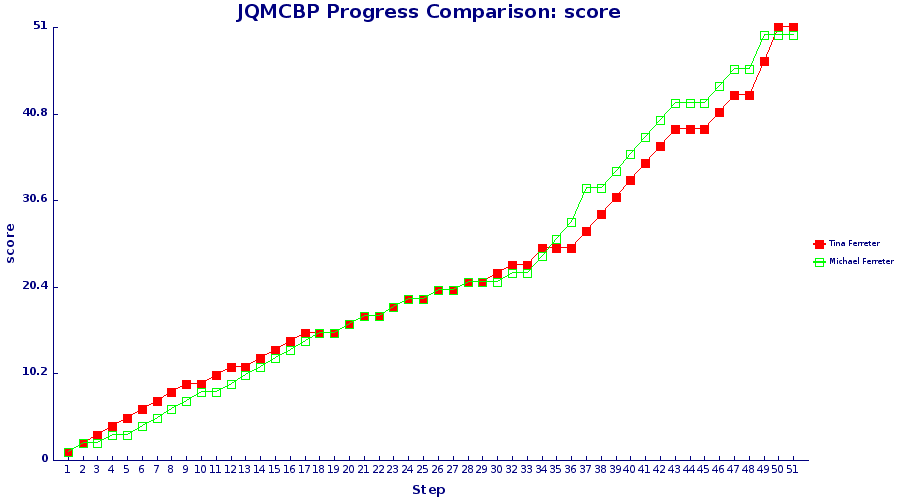 JQMCBP Progress Comparison: score
51
40.8
30.6
20.4
10.2
0
score
1 2 3 4 5 6 7 8 9 10 11 12 13 14 15 16 17 18 19 20 21 22 23 24 25 26 27 28 29 30 32 33 34 35 36 37 38 39 40 41 42 43 44 45 46 47 48 49 50 51
Step
Tina Ferreter
Michael Ferreter